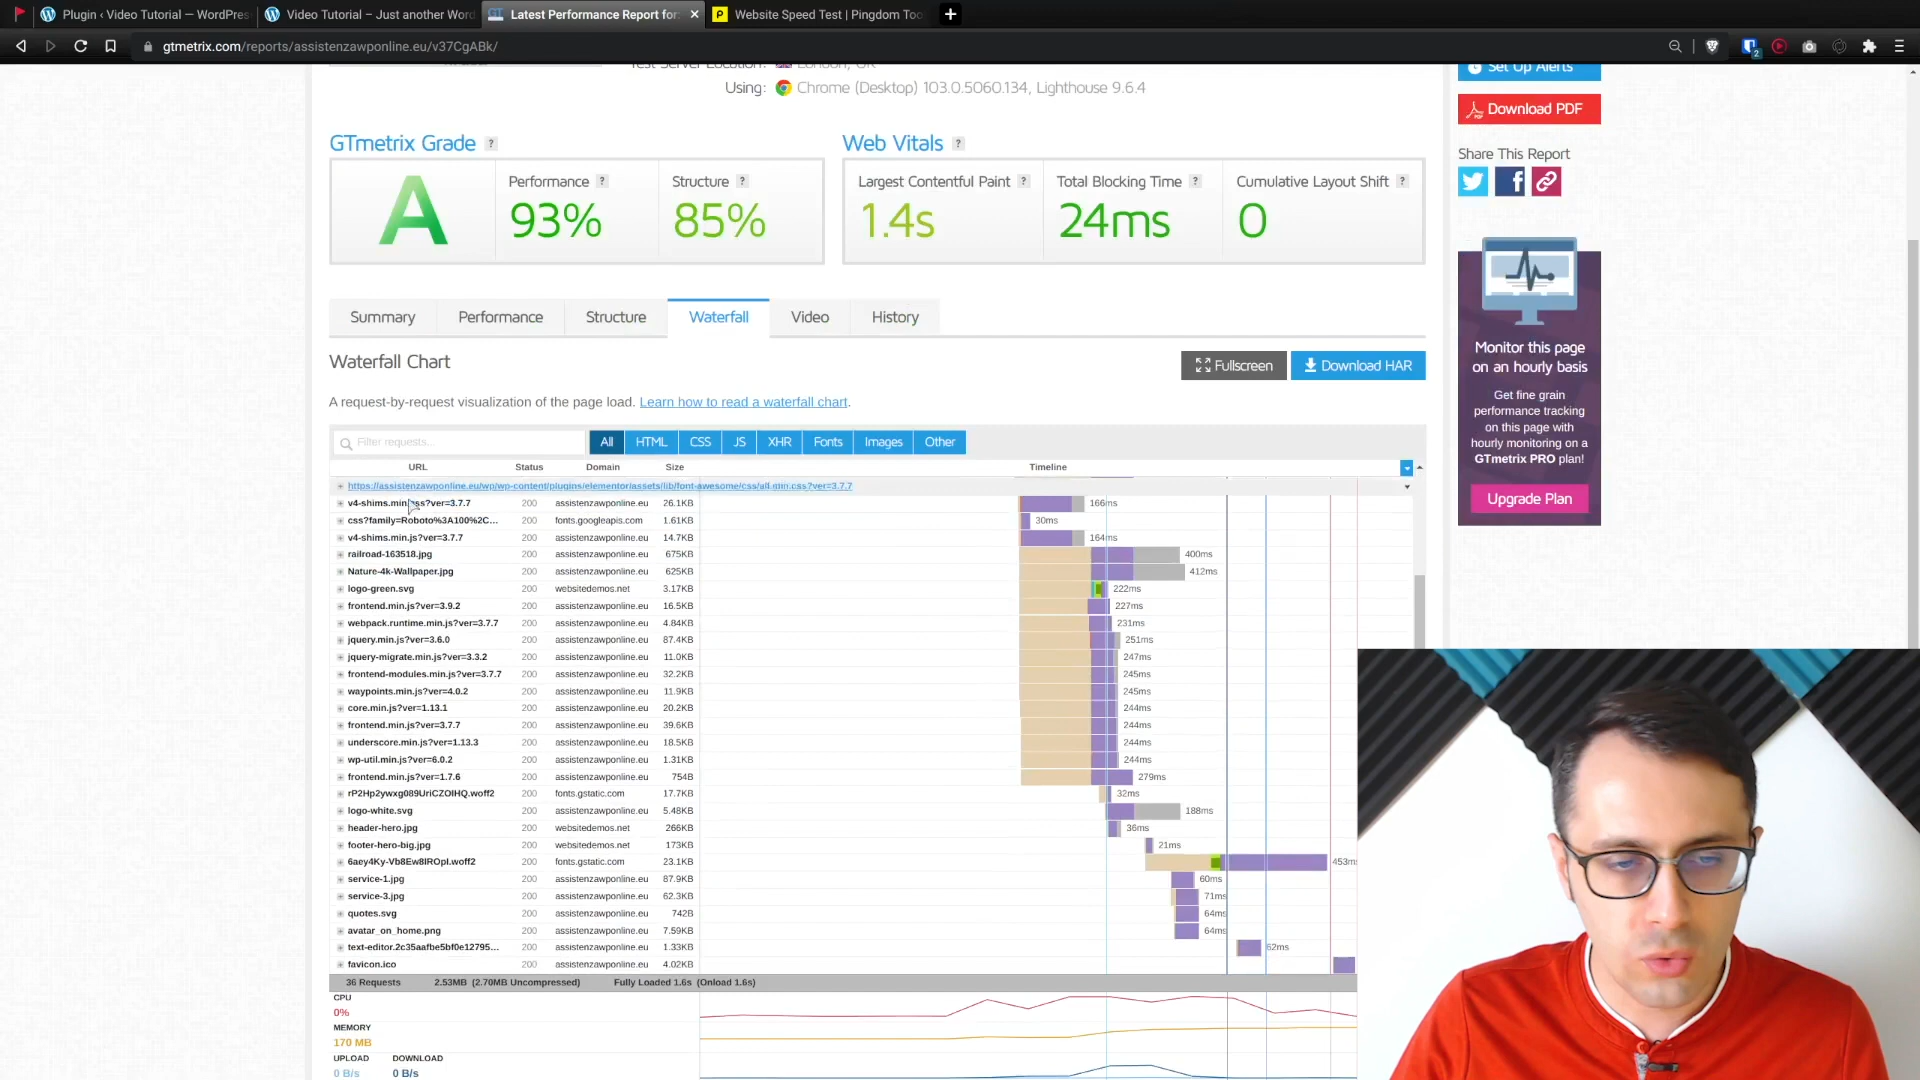 Plugin ‹ Video Tutorial — WordPres
Video Tutorial – Just another Word
GT Latest Performance Report for:
Website Speed Test | Pingdom Too
gtmetrix.com/reports/assistenzawponline.eu/v37CgABk/
2
Test Server Location: London, UK
Using: Chrome (Desktop) 103.0.5060.134, Lighthouse 9.6.4
Set Up Alerts
Download PDF
Share This Report
GTmetrix Grade ?
Web Vitals ?
A
Performance ?
93%
Structure ?
85%
Largest Contentful Paint ?
1.4s
Total Blocking Time ?
24ms
Cumulative Layout Shift ?
0
Monitor this page
on an hourly basis
Get fine grain
performance tracking
on this page with
hourly monitoring on a
GTmetrix PRO plan!
Upgrade Plan
Summary Performance Structure Waterfall Video History
Waterfall Chart
Fullscreen
Download HAR
A request-by-request visualization of the page load. Learn how to read a waterfall chart.
Filter requests...
All HTML CSS JS XHR Fonts Images Other
URL Status Domain Size Timeline
https://assistenzawponline.eu/wp/wp-content/plugins/elementor/assets/lib/font-awesome/css/all.min.css?ver=3.7.7
v4-shims.min.css?ver=3.7.7 200 assistenzawponline.eu 26.1KB 166ms
css?family=Roboto%3A100%2C... 200 fonts.googleapis.com 1.61KB 30ms
v4-shims.min.js?ver=3.7.7 200 assistenzawponline.eu 14.7KB 164ms
railroad-163518.jpg 200 assistenzawponline.eu 675KB 400ms
Nature-4k-Wallpaper.jpg 200 assistenzawponline.eu 625KB 412ms
logo-green.svg 200 websitedemos.net 3.17KB 222ms
frontend.min.js?ver=3.9.2 200 assistenzawponline.eu 16.5KB 227ms
webpack.runtime.min.js?ver=3.7.7 200 assistenzawponline.eu 4.84KB 231ms
jquery.min.js?ver=3.6.0 200 assistenzawponline.eu 87.4KB 251ms
jquery-migrate.min.js?ver=3.3.2 200 assistenzawponline.eu 11.0KB 247ms
frontend-modules.min.js?ver=3.7.7 200 assistenzawponline.eu 32.2KB 245ms
waypoints.min.js?ver=4.0.2 200 assistenzawponline.eu 11.9KB 245ms
core.min.js?ver=1.13.1 200 assistenzawponline.eu 20.2KB 244ms
frontend.min.js?ver=3.7.7 200 assistenzawponline.eu 39.6KB 244ms
underscore.min.js?ver=1.13.3 200 assistenzawponline.eu 18.5KB 244ms
wp-util.min.js?ver=6.0.2 200 assistenzawponline.eu 1.31KB 244ms
frontend.min.js?ver=1.7.6 200 assistenzawponline.eu 754B 279ms
rP2Hp2ywxg089UriCZOIHQ.woff2 200 fonts.gstatic.com 17.7KB 32ms
logo-white.svg 200 assistenzawponline.eu 5.48KB 188ms
header-hero.jpg 200 websitedemos.net 266KB 36ms
footer-hero-big.jpg 200 websitedemos.net 173KB 21ms
6aey4Ky-Vb8Ew8IROpI.woff2 200 fonts.gstatic.com 23.1KB 453ms
service-1.jpg 200 assistenzawponline.eu 87.9KB 60ms
service-3.jpg 200 assistenzawponline.eu 62.3KB 71ms
quotes.svg 200 assistenzawponline.eu 742B 64ms
avatar_on_home.png 200 assistenzawponline.eu 7.59KB 64ms
text-editor.2c35aafbe5bf0e12795... 200 assistenzawponline.eu 1.33KB 62ms
favicon.ico 200 assistenzawponline.eu 4.02KB
36 Requests 2.53MB (2.70MB Uncompressed) Fully Loaded 1.6s (Onload 1.6s)
CPU
0%
MEMORY
170 MB
UPLOAD DOWNLOAD
0 B/s 0 B/s